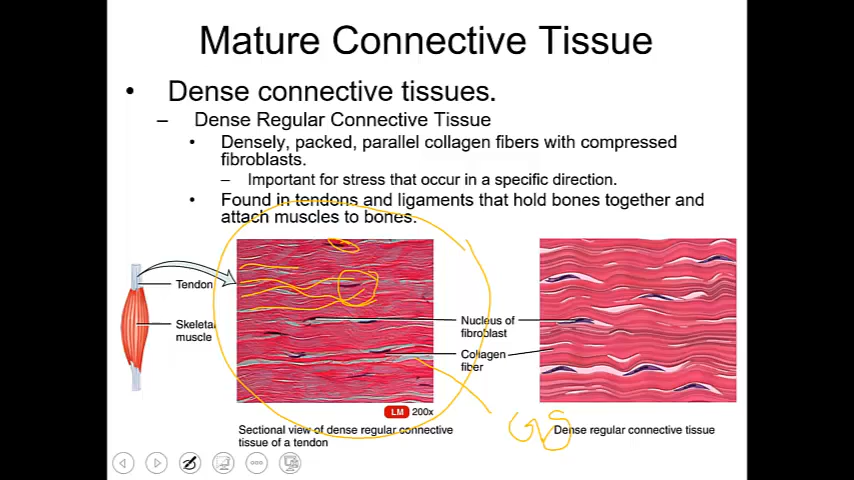 Mature Connective Tissue
• Dense connective tissues.
– Dense Regular Connective Tissue
• Densely, packed, parallel collagen fibers with compressed
fibroblasts.
– Important for stress that occur in a specific direction.
• Found in tendons and ligaments that hold bones together and
attach muscles to bones.
Tendon
Skeletal
muscle
Nucleus of
fibroblast
Collagen
fiber
LM 200x
Sectional view of dense regular connective
tissue of a tendon
Dense regular connective tissue